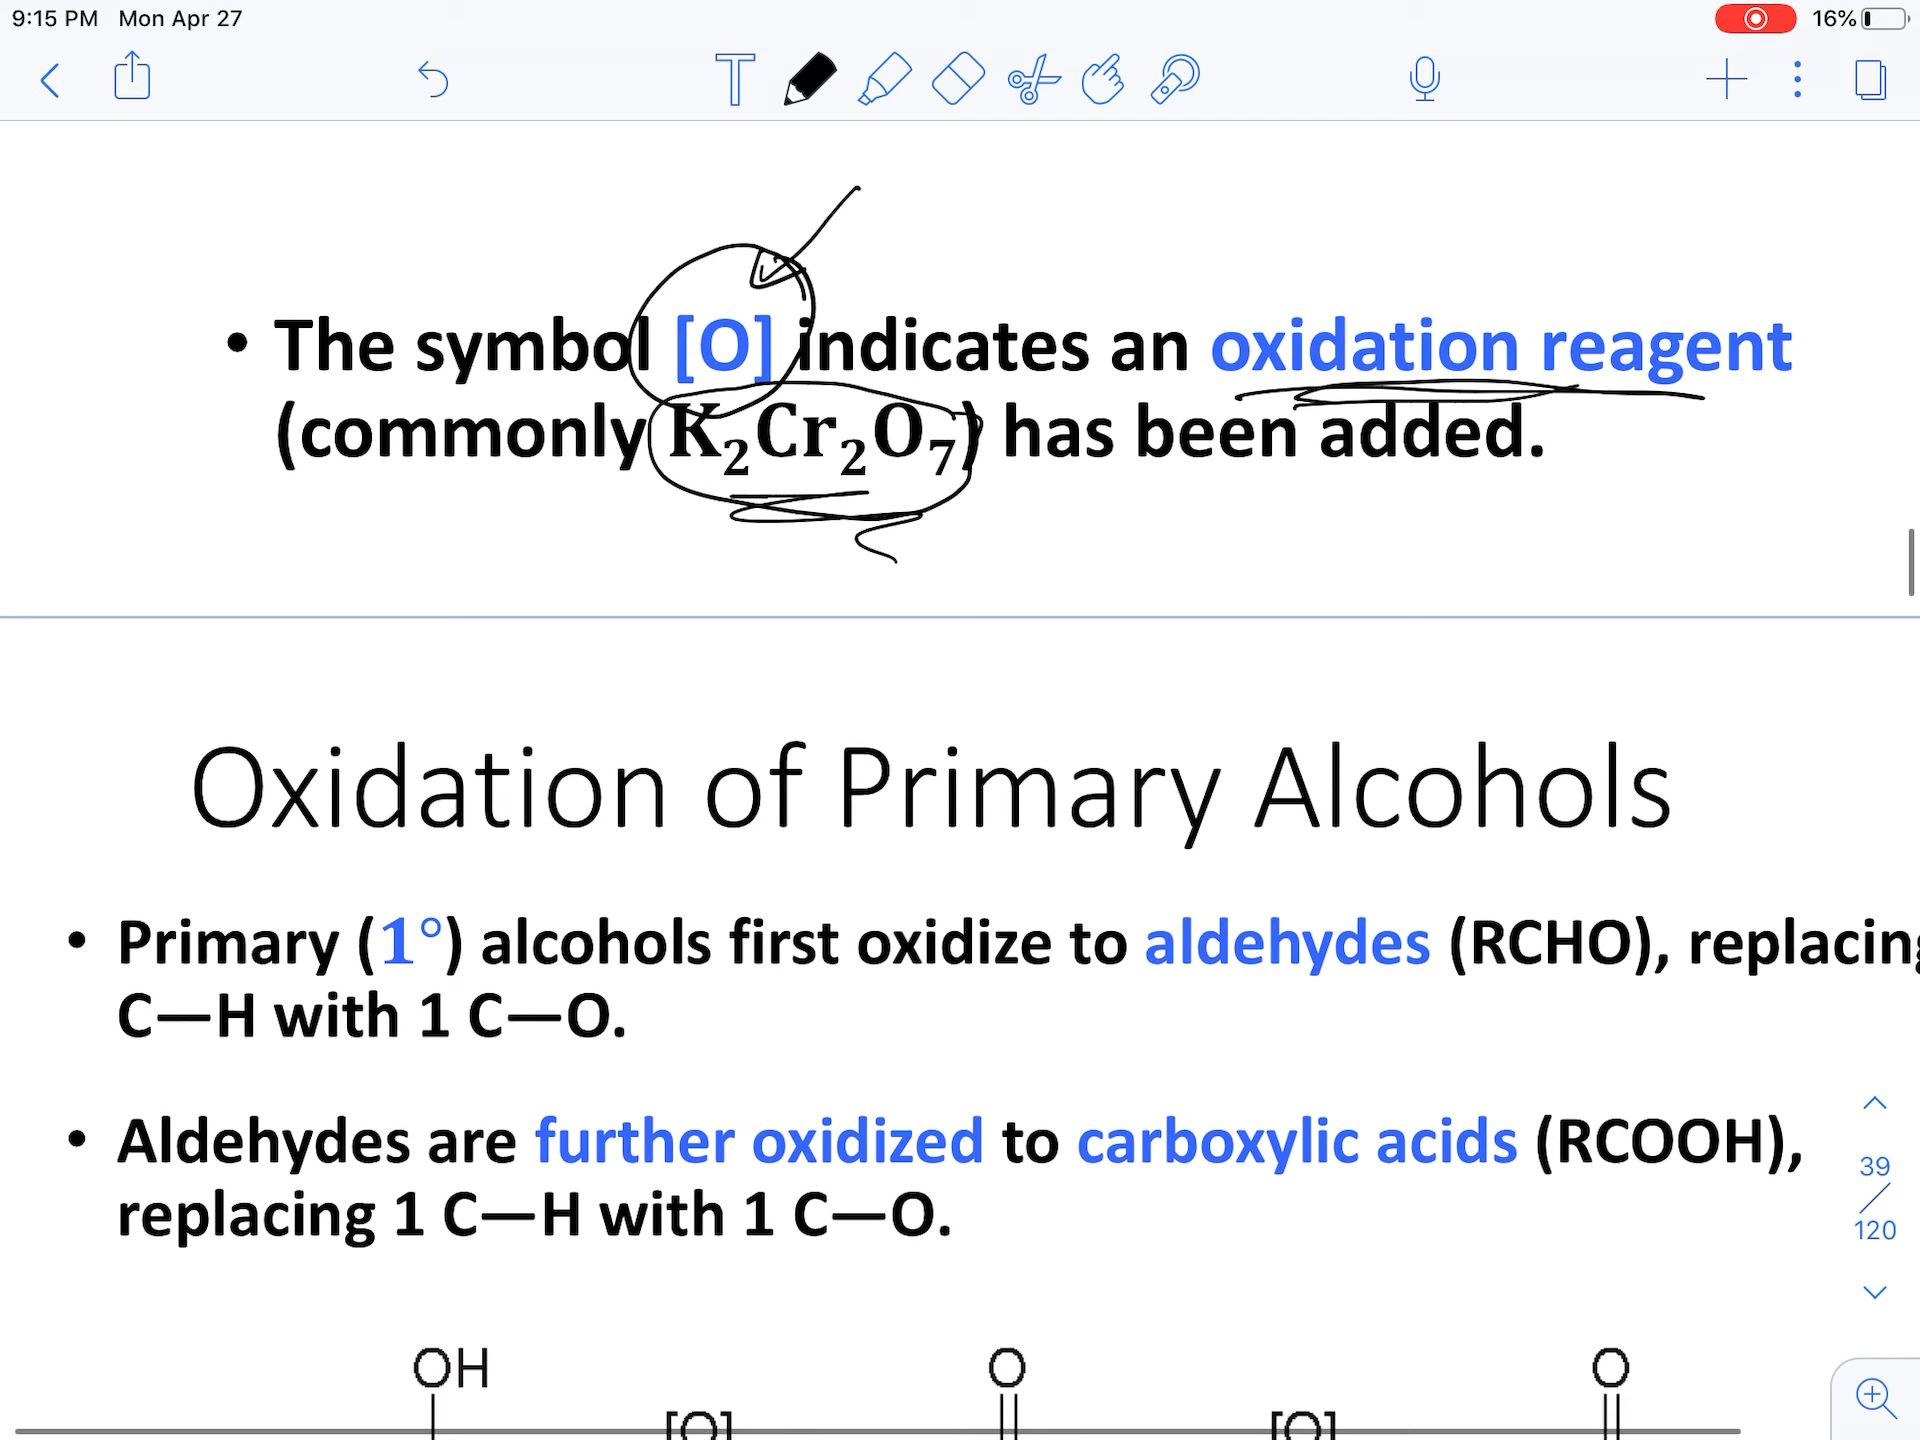 9:15 PM Mon Apr 27
16%
• The symbol [O] indicates an oxidation reagent
(commonly K₂Cr₂O₇) has been added.
Oxidation of Primary Alcohols
• Primary (1°) alcohols first oxidize to aldehydes (RCHO), replacing
C—H with 1 C—O.
• Aldehydes are further oxidized to carboxylic acids (RCOOH),
replacing 1 C—H with 1 C—O.
39
/
120
OH O O
[O] [O]